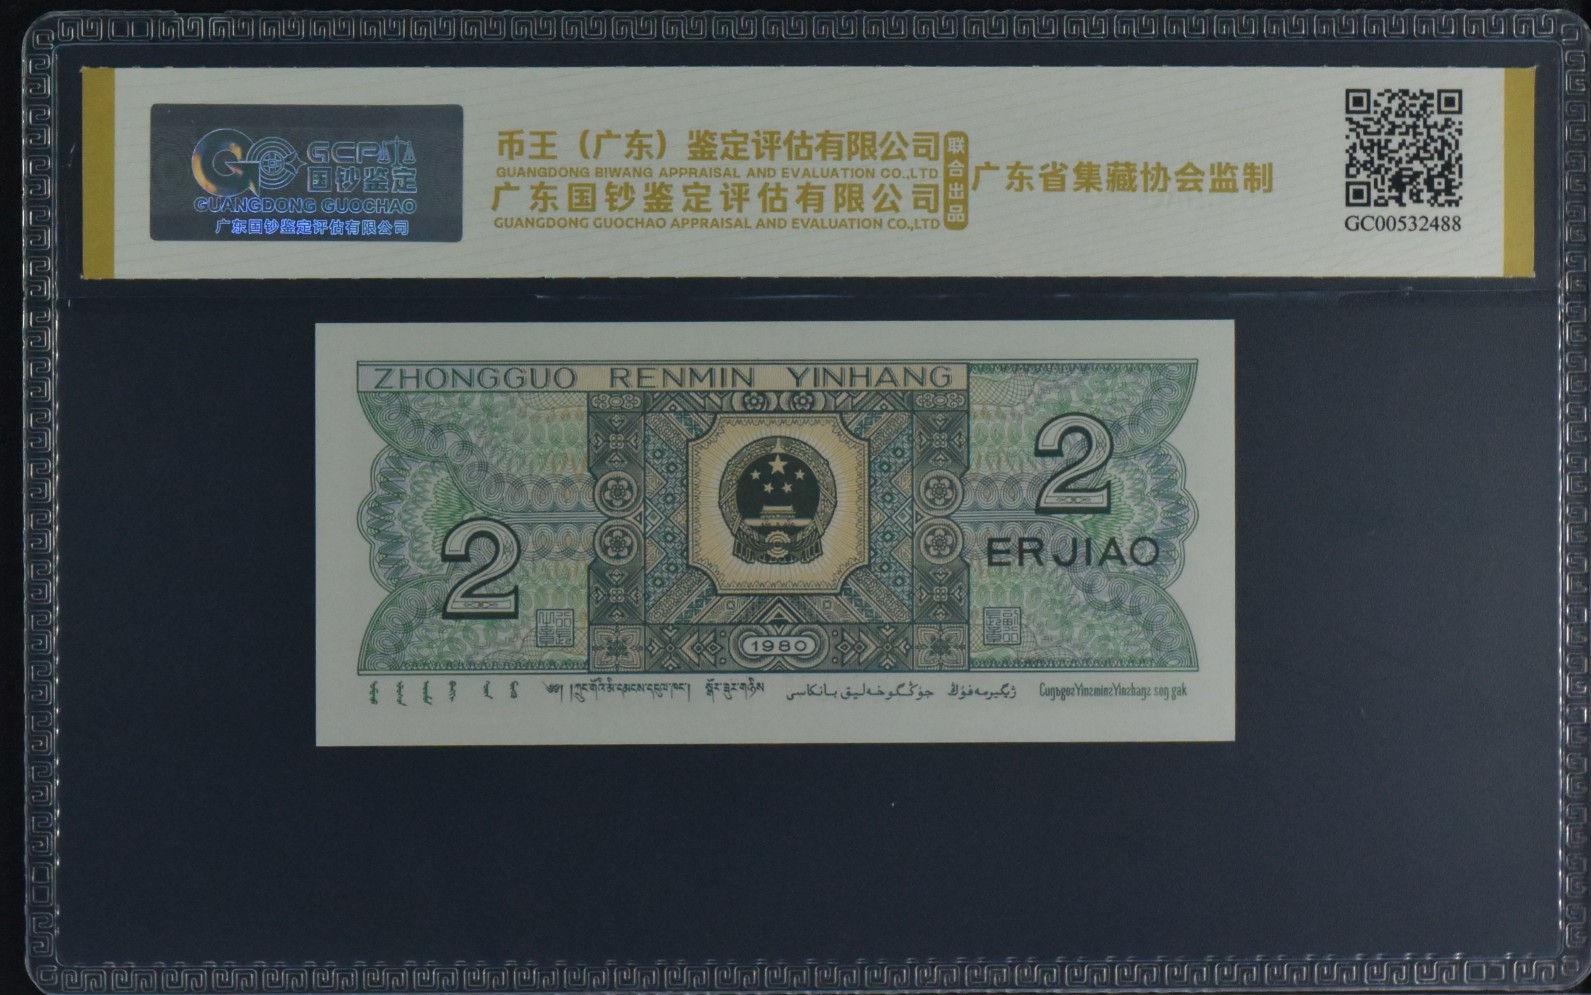 GCP
国钞鉴定
GUANGDONG GUOCHAO
广东国钞鉴定评估有限公司
币王（广东）鉴定评估有限公司
GUANGDONG BIWANG APPRAISAL AND EVALUATION CO.,LTD
广东国钞鉴定评估有限公司
GUANGDONG GUOCHAO APPRAISAL AND EVALUATION CO.,LTD
联合出品
广东省集藏协会监制
GC00532488
ZHONGGUO RENMIN YINHANG
2
2
ERJIAO
1980